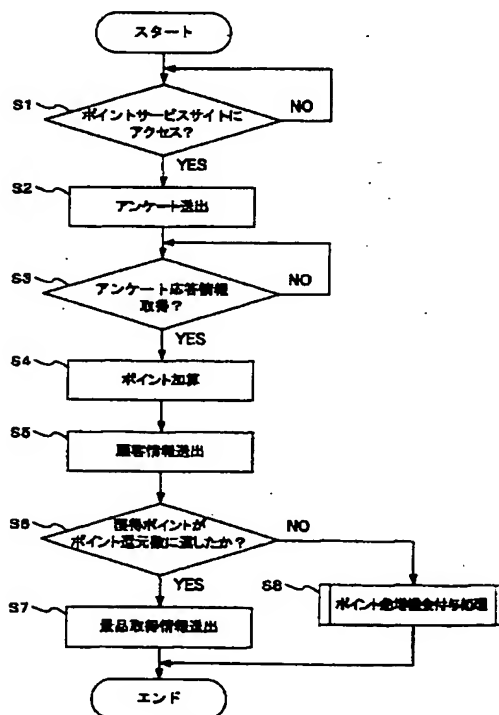 スタート
S1
ポイントサービスサイトに
アクセス?
NO
YES
S2
アンケート送出
S3
アンケート応答情報
取得?
NO
YES
S4
ポイント加算
S5
顧客情報送出
S6
獲得ポイントが
ポイント還元数に達したか?
NO
YES
S7
景品取得情報送出
S8
ポイント急増機会付与処理
エンド